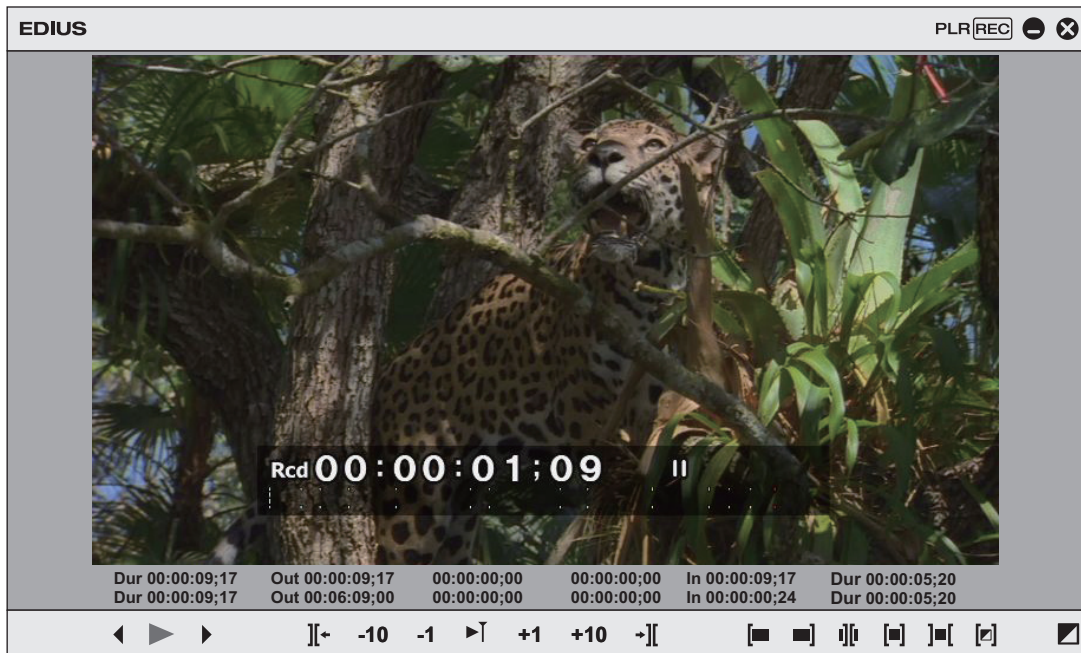 EDIUS
PLR REC
Rcd 00:00:01;09
Dur 00:00:09;17 Out 00:00:09;17 00:00:00;00 00:00:00;00 In 00:00:09;17 Dur 00:00:05;20
Dur 00:00:09;17 Out 00:06:09;00 00:00:00;00 00:00:00;00 In 00:00:00;24 Dur 00:00:05;20
-10 -1 +1 +10